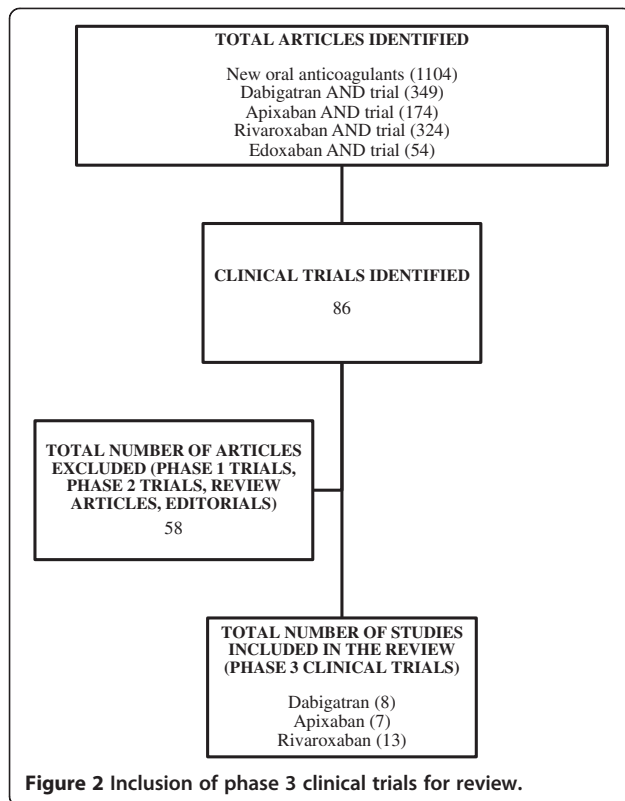 TOTAL ARTICLES IDENTIFIED
New oral anticoagulants (1104)
Dabigatran AND trial (349)
Apixaban AND trial (174)
Rivaroxaban AND trial (324)
Edoxaban AND trial (54)
CLINICAL TRIALS IDENTIFIED
86
TOTAL NUMBER OF ARTICLES
EXCLUDED (PHASE 1 TRIALS,
PHASE 2 TRIALS, REVIEW
ARTICLES, EDITORIALS)
58
TOTAL NUMBER OF STUDIES
INCLUDED IN THE REVIEW
(PHASE 3 CLINICAL TRIALS)
Dabigatran (8)
Apixaban (7)
Rivaroxaban (13)
Figure 2 Inclusion of phase 3 clinical trials for review.